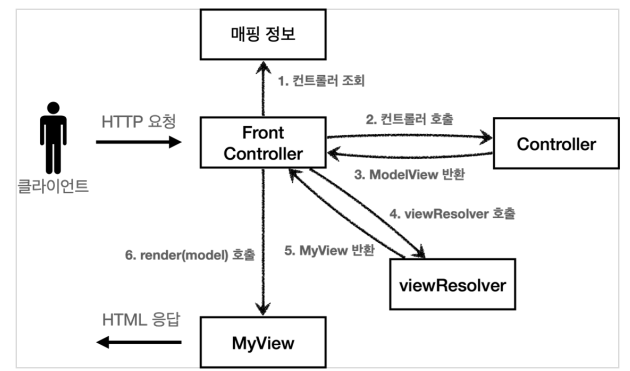 매핑 정보
1. 컨트롤러 조회
HTTP 요청
Front
Controller
2. 컨트롤러 호출
Controller
3. ModelView 반환
클라이언트
4. viewResolver 호출
5. MyView 반환
6. render(model) 호출
viewResolver
HTML 응답
MyView